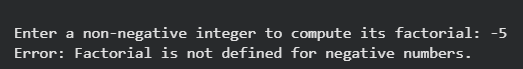 Enter a non-negative integer to compute its factorial: -5
Error: Factorial is not defined for negative numbers.